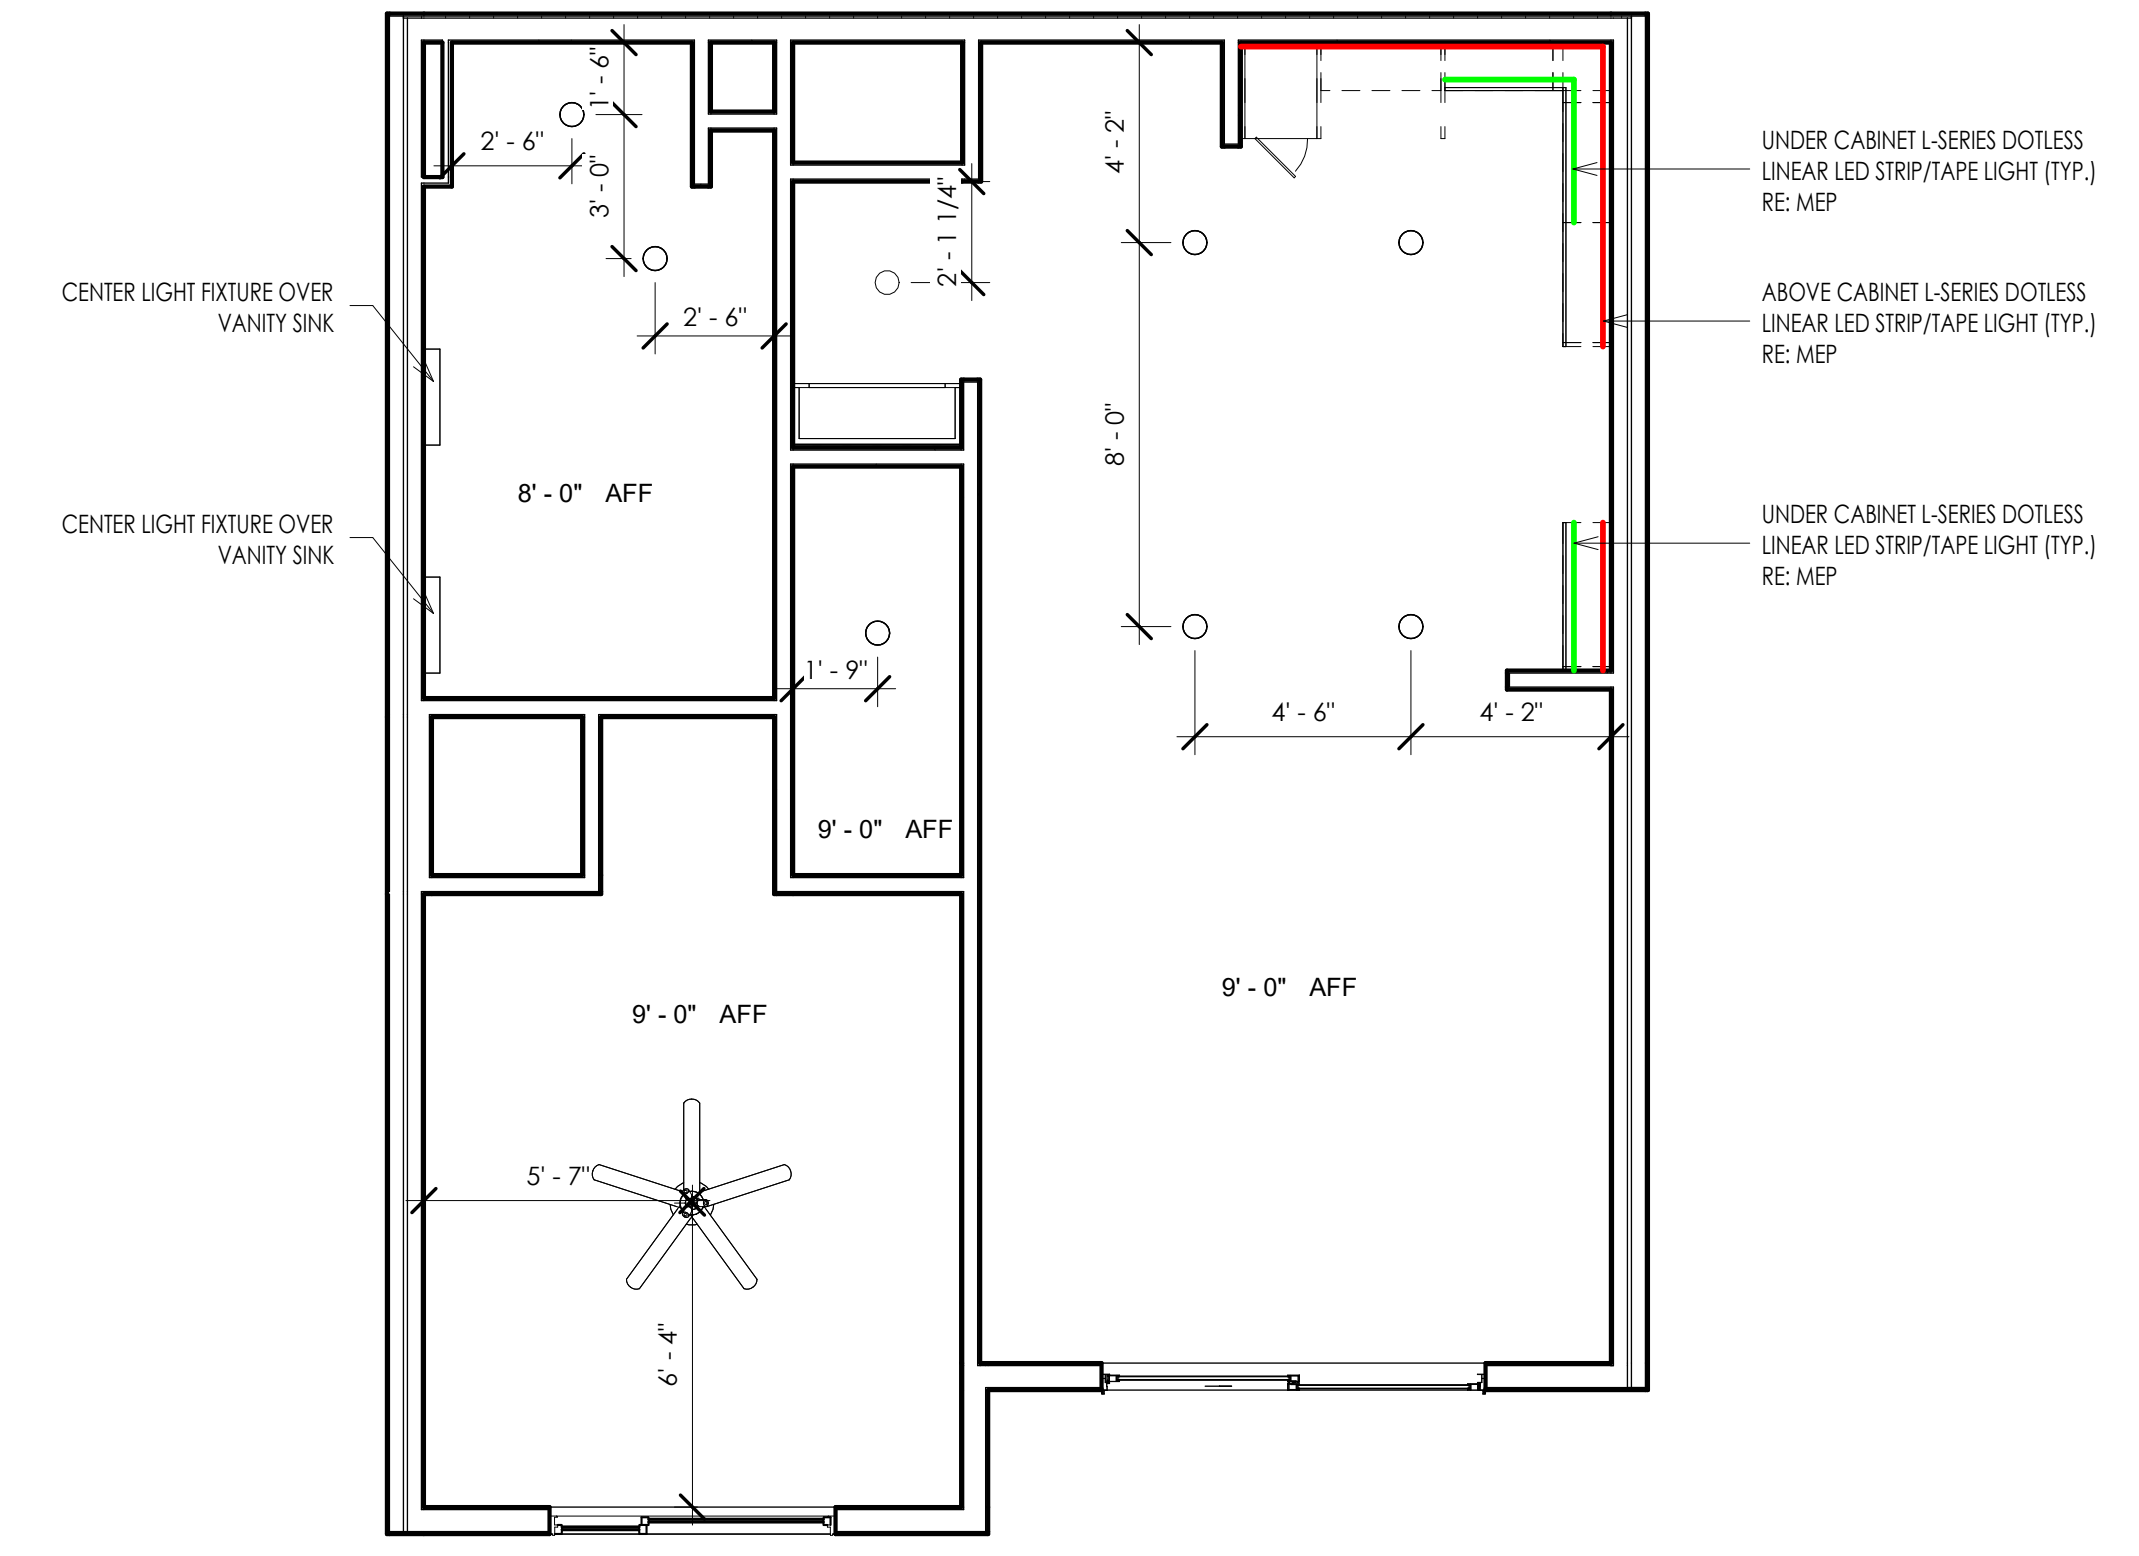 1' - 6"
2' - 6"
3' - 0"
4' - 2"
2' - 1 1/4"
UNDER CABINET L-SERIES DOTLESS
LINEAR LED STRIP/TAPE LIGHT (TYP.)
RE: MEP
CENTER LIGHT FIXTURE OVER
VANITY SINK
2' - 6"
ABOVE CABINET L-SERIES DOTLESS
LINEAR LED STRIP/TAPE LIGHT (TYP.)
RE: MEP
8' - 0"
8' - 0" AFF
CENTER LIGHT FIXTURE OVER
VANITY SINK
UNDER CABINET L-SERIES DOTLESS
LINEAR LED STRIP/TAPE LIGHT (TYP.)
RE: MEP
1' - 9"
4' - 6"
4' - 2"
9' - 0" AFF
9' - 0" AFF
9' - 0" AFF
5' - 7"
6' - 4"